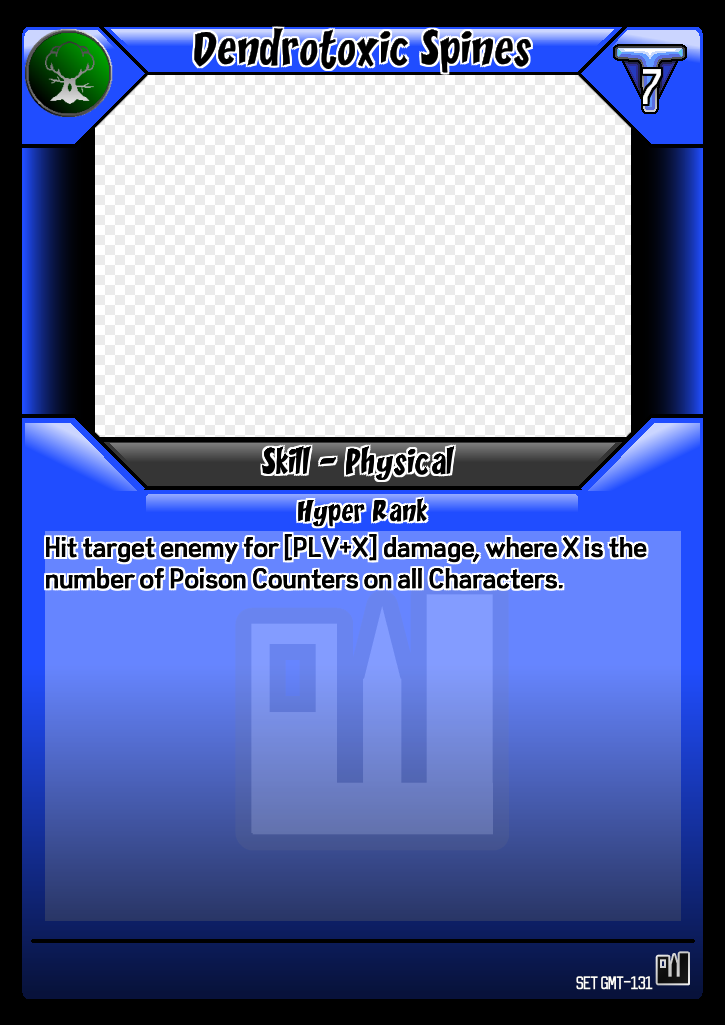 Dendrotoxic Spines
7
Skill - Physical
Hyper Rank
Hit target enemy for [PLV+X] damage, where X is the
number of Poison Counters on all Characters.
SET GMT-131